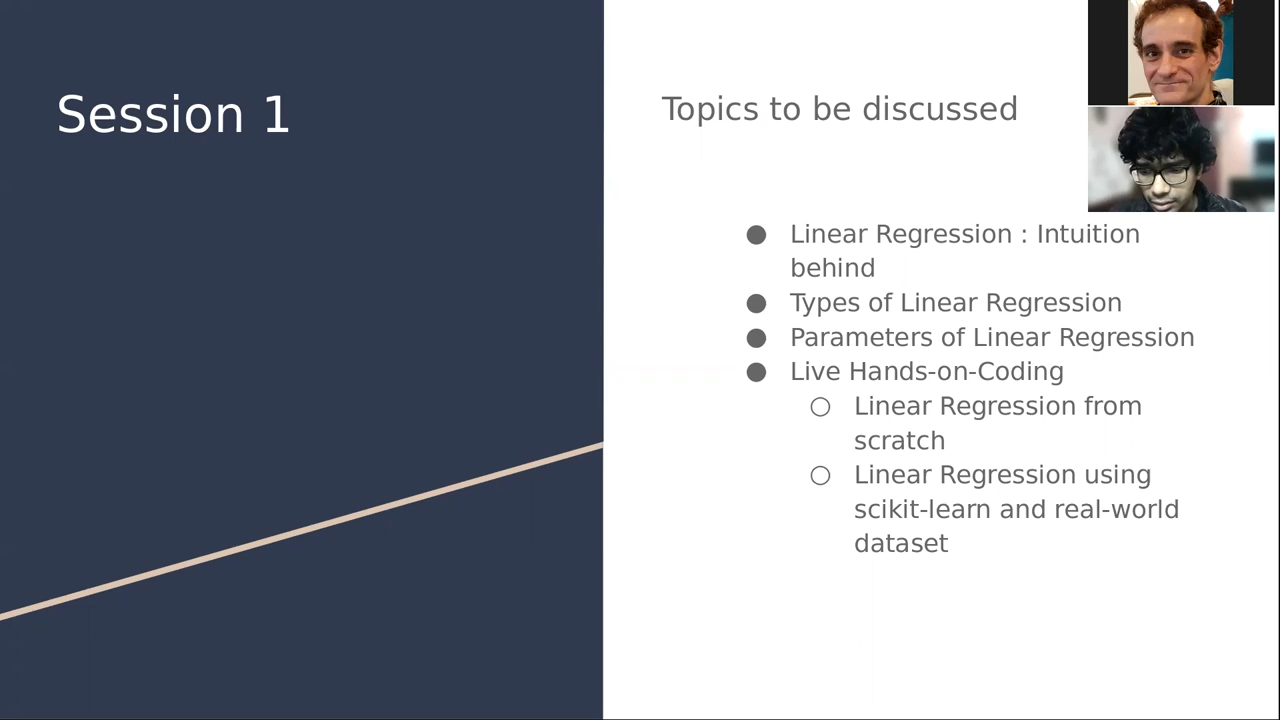 Session 1
Topics to be discussed
● Linear Regression : Intuition
behind
● Types of Linear Regression
● Parameters of Linear Regression
● Live Hands-on-Coding
○ Linear Regression from
scratch
○ Linear Regression using
scikit-learn and real-world
dataset